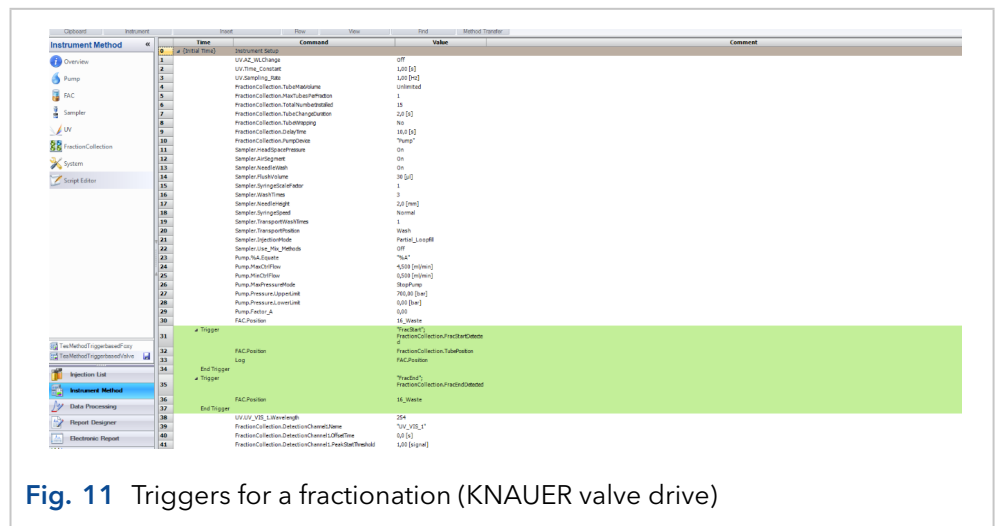 Clipboard Instrument Insert Row View Find Method Transfer
Instrument Method «
Time Command Value Comment
0 (Initial Time) Instrument Setup
Overview
1 UV.AZ_WLChange Off
2 UV.Time_Constant 1,00 [s]
Pump
3 UV.Sampling_Rate 1,00 [Hz]
4 FractionCollection.TubeMaxVolume Unlimited
FAC
5 FractionCollection.MaxTubesPerFraction 1
6 FractionCollection.TotalNumberInstalled 15
Sampler
7 FractionCollection.TubeChangeDuration 2,0 [s]
8 FractionCollection.TubeWrapping No
UV
9 FractionCollection.DelayTime 10,0 [s]
FractionCollection
10 FractionCollection.PumpDevice "Pump"
11 Sampler.HeadSpacePressure On
System
12 Sampler.AirSegment On
13 Sampler.NeedleWash On
Script Editor
14 Sampler.FlushVolume 30 [µl]
15 Sampler.SyringeScaleFactor 1
16 Sampler.WashTimes 3
17 Sampler.NeedleHeight 2,0 [mm]
18 Sampler.SyringeSpeed Normal
19 Sampler.TransportWashTimes 1
20 Sampler.TransportPosition Wash
21 Sampler.InjectionMode Partial_Loopfill
22 Sampler.Use_Mix_Methods Off
23 Pump.%A.Equate "%A"
24 Pump.MaxCtrlFlow 4,500 [ml/min]
25 Pump.MinCtrlFlow 0,500 [ml/min]
26 Pump.MaxPressureMode StopPump
27 Pump.Pressure.UpperLimit 700,00 [bar]
28 Pump.Pressure.LowerLimit 0,00 [bar]
29 Pump.Factor_A 0,00
30 FAC.Position 16_Waste
31 Trigger "FracStart";
FractionCollection.FracStartDetecte
d
TesMethodTriggerbasedFoxy
32 FAC.Position FractionCollection.TubePosition
TesMethodTriggerbasedValve
33 Log FAC.Position
34 End Trigger
Injection List
35 Trigger "FracEnd";
FractionCollection.FracEndDetected
Instrument Method
36 FAC.Position 16_Waste
Data Processing
37 End Trigger
38 UV.UV_VIS_1.Wavelength 254
Report Designer
39 FractionCollection.DetectionChannel1.Name "UV_VIS_1"
40 FractionCollection.DetectionChannel1.OffsetTime 0,0 [s]
Electronic Report
41 FractionCollection.DetectionChannel1.PeakStartThreshold 1,00 [signal]
Fig. 11 Triggers for a fractionation (KNAUER valve drive)